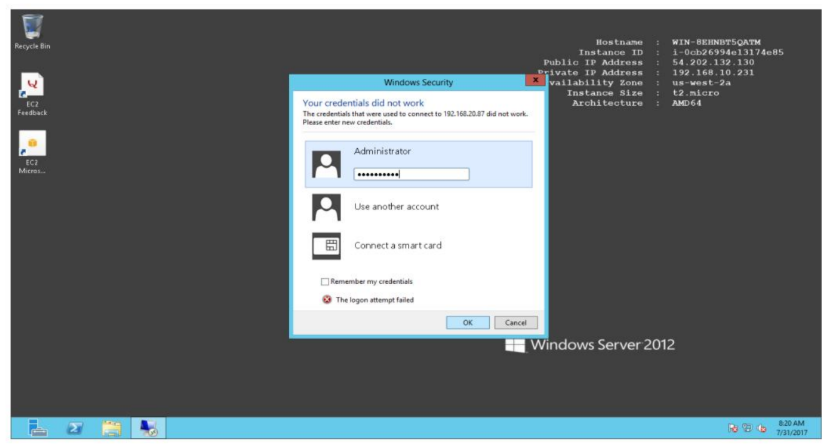 Recycle Bin
EC2
Feedback
EC2
Micros...
Hostname : WIN-8EHNBT5QATM
Instance ID : i-0cb26994e13174e85
Public IP Address : 54.202.132.130
Private IP Address : 192.168.10.231
Availability Zone : us-west-2a
Instance Size : t2.micro
Architecture : AMD64
Windows Security
Your credentials did not work
The credentials that were used to connect to 192.168.20.87 did not work.
Please enter new credentials.
Administrator
••••••••••
Use another account
Connect a smart card
Remember my credentials
The logon attempt failed
OK Cancel
Windows Server 2012
8:20 AM
7/31/2017